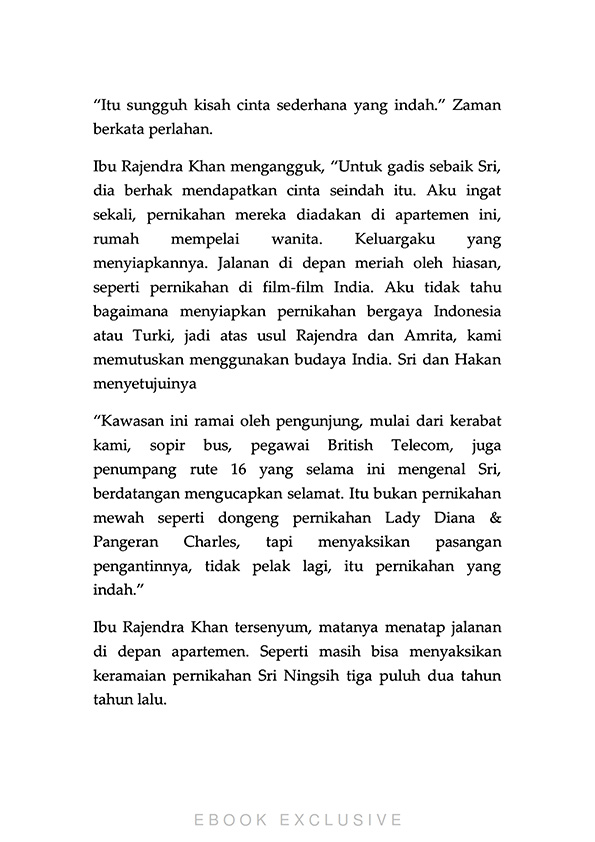 “Itu sungguh kisah cinta sederhana yang indah.” Zaman
berkata perlahan.
Ibu Rajendra Khan mengangguk, “Untuk gadis sebaik Sri,
dia berhak mendapatkan cinta seindah itu. Aku ingat
sekali, pernikahan mereka diadakan di apartemen ini,
rumah mempelai wanita. Keluargaku yang
menyiapkannya. Jalanan di depan meriah oleh hiasan,
seperti pernikahan di film-film India. Aku tidak tahu
bagaimana menyiapkan pernikahan bergaya Indonesia
atau Turki, jadi atas usul Rajendra dan Amrita, kami
memutuskan menggunakan budaya India. Sri dan Hakan
menyetujuinya
“Kawasan ini ramai oleh pengunjung, mulai dari kerabat
kami, sopir bus, pegawai British Telecom, juga
penumpang rute 16 yang selama ini mengenal Sri,
berdatangan mengucapkan selamat. Itu bukan pernikahan
mewah seperti dongeng pernikahan Lady Diana &
Pangeran Charles, tapi menyaksikan pasangan
pengantinnya, tidak pelak lagi, itu pernikahan yang
indah.”
Ibu Rajendra Khan tersenyum, matanya menatap jalanan
di depan apartemen. Seperti masih bisa menyaksikan
keramaian pernikahan Sri Ningsih tiga puluh dua tahun
tahun lalu.
EBOOK EXCLUSIVE